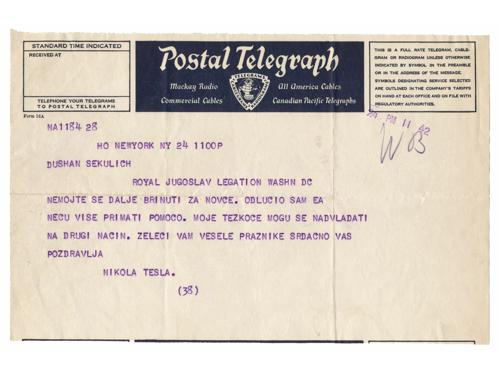 STANDARD TIME INDICATED
RECEIVED AT
TELEPHONE YOUR TELEGRAMS
TO POSTAL TELEGRAPH
Form 16A
Postal Telegraph
Mackay Radio
All America Cables
Commercial Cables
Canadian Pacific Telegraphs
THIS IS A FULL RATE TELEGRAM, CABLE-
GRAM OR RADIOGRAM UNLESS OTHERWISE
INDICATED BY SYMBOL IN THE PREAMBLE
OR IN THE ADDRESS OF THE MESSAGE.
SYMBOLS DESIGNATING SERVICE SELECTED
ARE OUTLINED IN THE COMPANY'S TARIFFS
ON HAND AT EACH OFFICE AND ON FILE WITH
REGULATORY AUTHORITIES.
PM 11 42
NA1184 28
HO NEWYORK NY 24 1100P
DUSHAN SEKULICH
ROYAL JUGOSLAV LEGATION WASHN DC
NEMOJTE SE DALJE BRINUTI ZA NOVCE. ODLUCIO SAM EA
NECU VISE PRIMATI POMOCO. MOJE TEZKOCE MOGU SE NADVLADATI
NA DRUGI NACIN. ZELECI VAM VESELE PRAZNIKE SRDACNO VAS
POZDRAVLJA
NIKOLA TESLA.
(38)